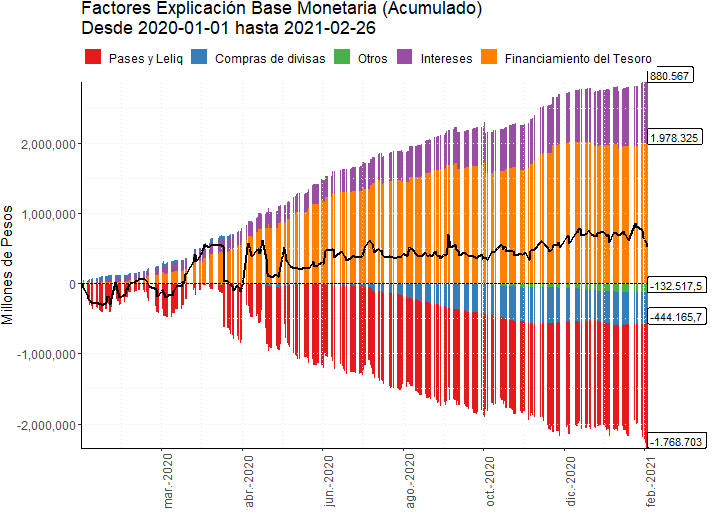 Factores Explicación Base Monetaria (Acumulado)
Desde 2020-01-01 hasta 2021-02-26
Pases y Leliq Compras de divisas Otros Intereses Financiamiento del Tesoro
880.567
1.978.325
-132.517,5
-444.165,7
-1.768.703
Millones de Pesos
2,000,000
1,000,000
0
-1,000,000
-2,000,000
mar.-2020
abr.-2020
jun.-2020
ago.-2020
oct.-2020
dic.-2020
feb.-2021